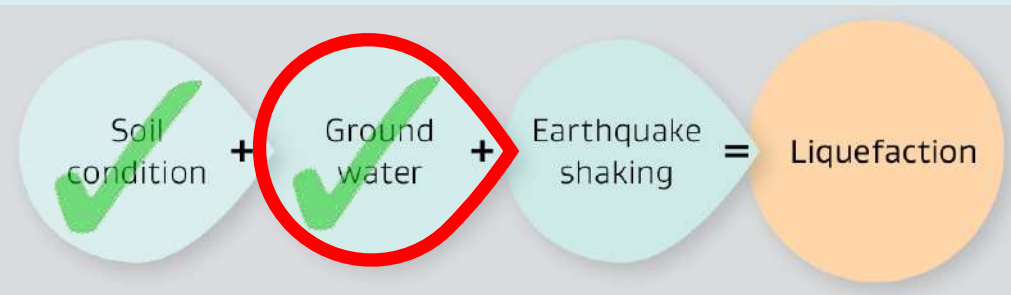 Soil
condition
+
Ground
water
+
Earthquake
shaking
=
Liquefaction